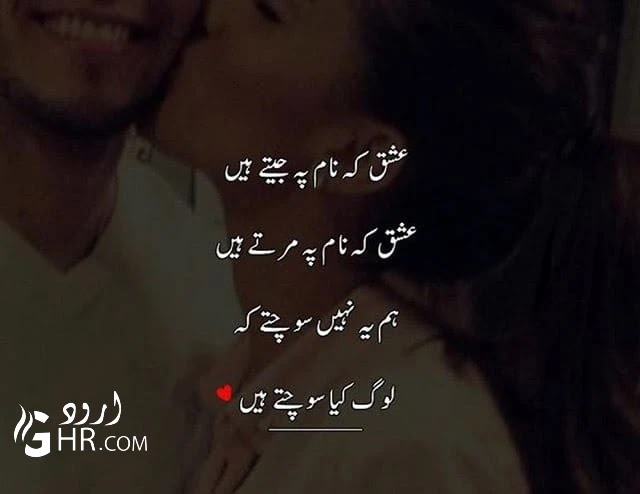 عشق کہ نام پہ جیتے ہیں
عشق کہ نام پہ مرتے ہیں
ہم یہ نہیں سوچتے کہ
لوگ کیا سوچتے ہیں
اردو
GHR.COM